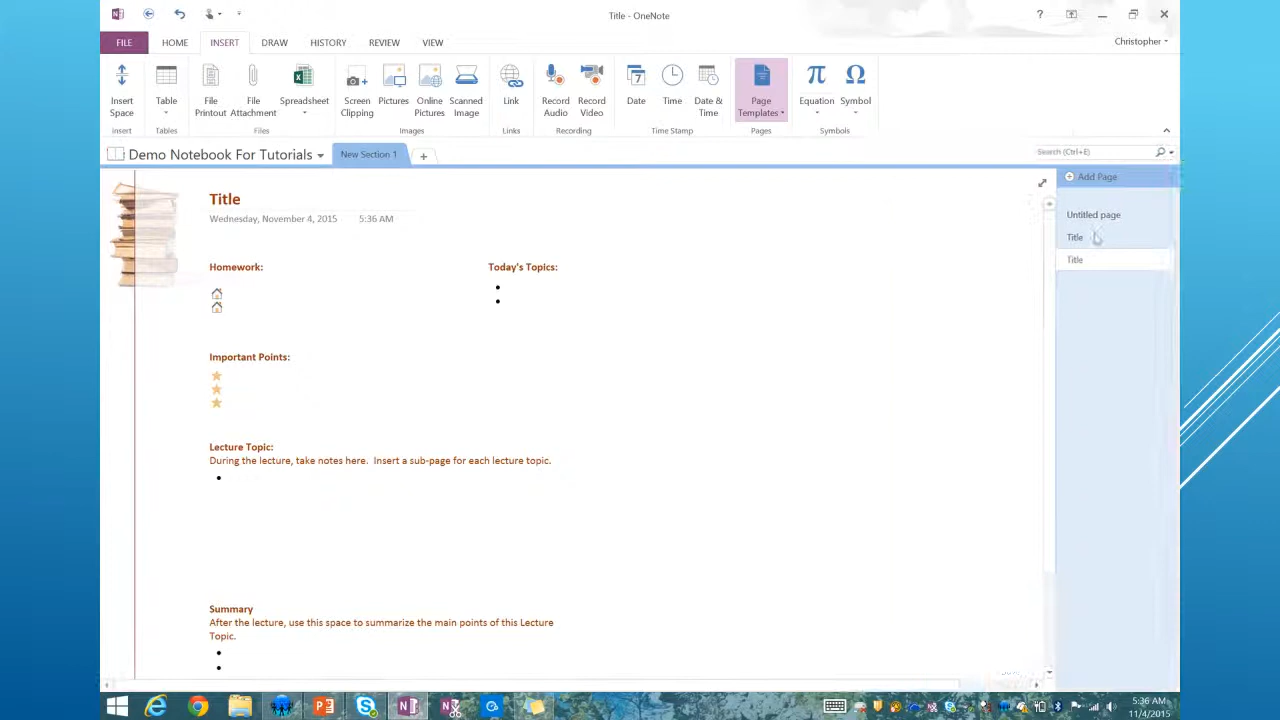 Title - OneNote
?
FILE HOME INSERT DRAW HISTORY REVIEW VIEW
Christopher
Insert Space
Table
File Printout
File Attachment
Spreadsheet
Screen Clipping
Pictures
Online Pictures
Scanned Image
Link
Record Audio
Record Video
Date
Time
Date & Time
Page Templates
Equation
Symbol
Insert Tables Files Images Links Recording Time Stamp Pages Symbols
Demo Notebook For Tutorials
New Section 1
+
Search (Ctrl+E)
Add Page
Untitled page
Title
Title
Title
Wednesday, November 4, 2015 5:36 AM
Homework:
Today's Topics:
Important Points:
Lecture Topic:
During the lecture, take notes here. Insert a sub-page for each lecture topic.
Summary
After the lecture, use this space to summarize the main points of this Lecture
Topic.
5:36 AM
11/4/2015